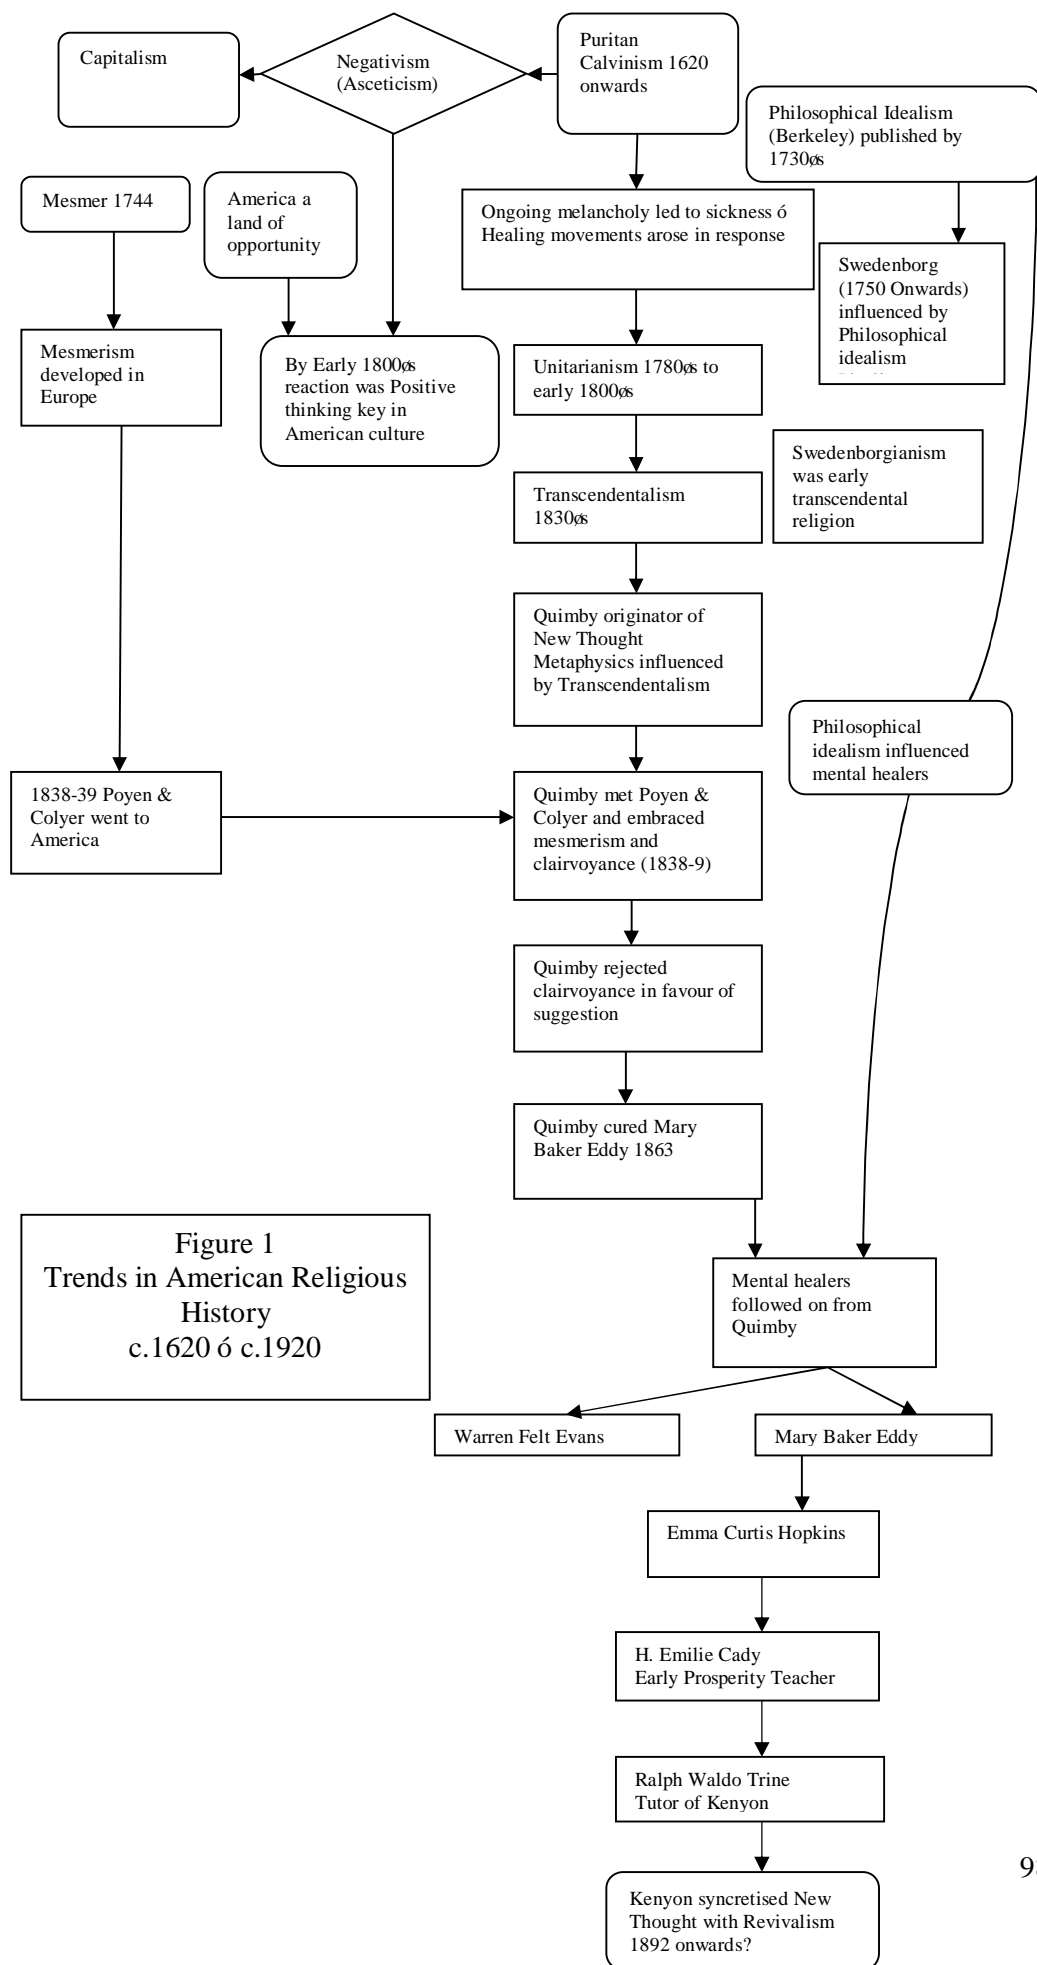 Capitalism
Negativism
(Asceticism)
Puritan
Calvinism 1620
onwards
Philosophical Idealism
(Berkeley) published by
1730øs
Mesmer 1744
America a
land of
opportunity
Ongoing melancholy led to sickness ó
Healing movements arose in response
Swedenborg
(1750 Onwards)
influenced by
Philosophical
idealism
Mesmerism
developed in
Europe
By Early 1800øs
reaction was Positive
thinking key in
American culture
Unitarianism 1780øs to
early 1800øs
Swedenborgianism
was early
transcendental
religion
Transcendentalism
1830øs
Quimby originator of
New Thought
Metaphysics influenced
by Transcendentalism
Philosophical
idealism influenced
mental healers
1838-39 Poyen &
Colyer went to
America
Quimby met Poyen &
Colyer and embraced
mesmerism and
clairvoyance (1838-9)
Quimby rejected
clairvoyance in favour of
suggestion
Quimby cured Mary
Baker Eddy 1863
Figure 1
Trends in American Religious
History
c.1620 ó c.1920
Mental healers
followed on from
Quimby
Warren Felt Evans
Mary Baker Eddy
Emma Curtis Hopkins
H. Emilie Cady
Early Prosperity Teacher
Ralph Waldo Trine
Tutor of Kenyon
Kenyon syncretised New
Thought with Revivalism
1892 onwards?